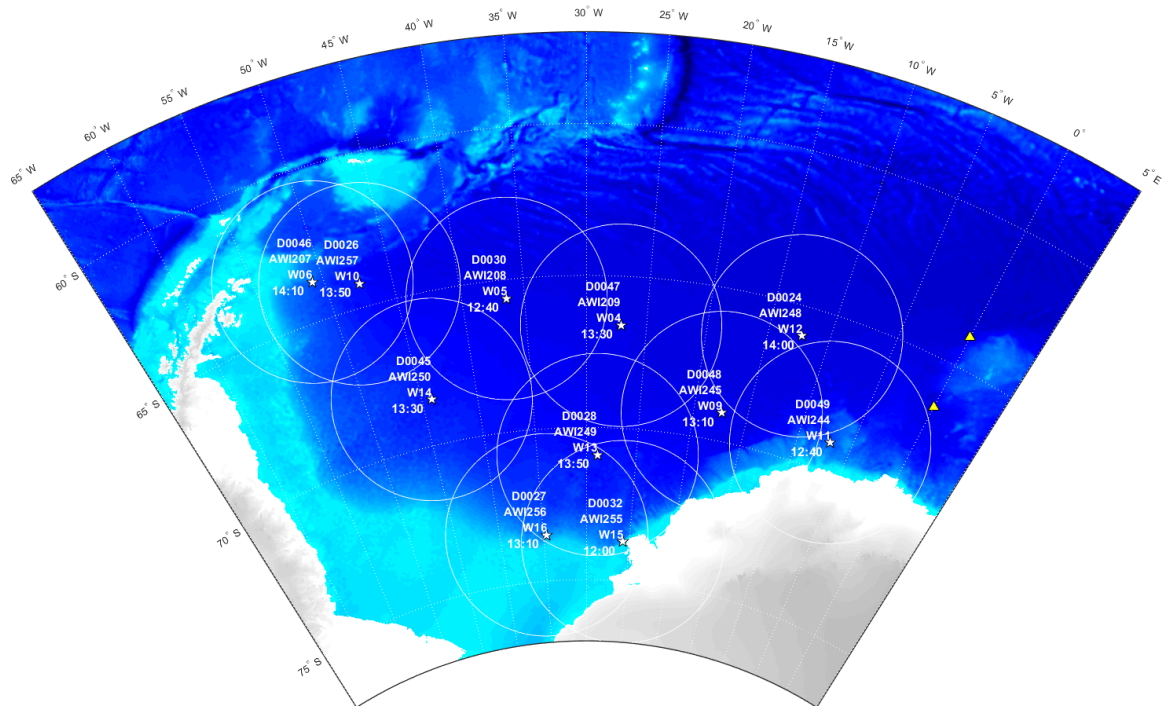 65° W
60° W
55° W
50° W
45° W
40° W
35° W
30° W
25° W
20° W
15° W
10° W
5° W
0°
5° E
60° S
65° S
70° S
75° S
D0046
AWI207
W06
14:10
D0026
AWI257
W10
13:50
D0030
AWI208
W05
12:40
D0047
AWI209
W04
13:30
D0024
AWI248
W12
14:00
D0045
AWI250
W14
13:30
D0048
AWI245
W09
13:10
D0049
AWI244
W11
12:40
D0028
AWI249
W13
13:50
D0027
AWI256
W16
13:10
D0032
AWI255
W15
12:00